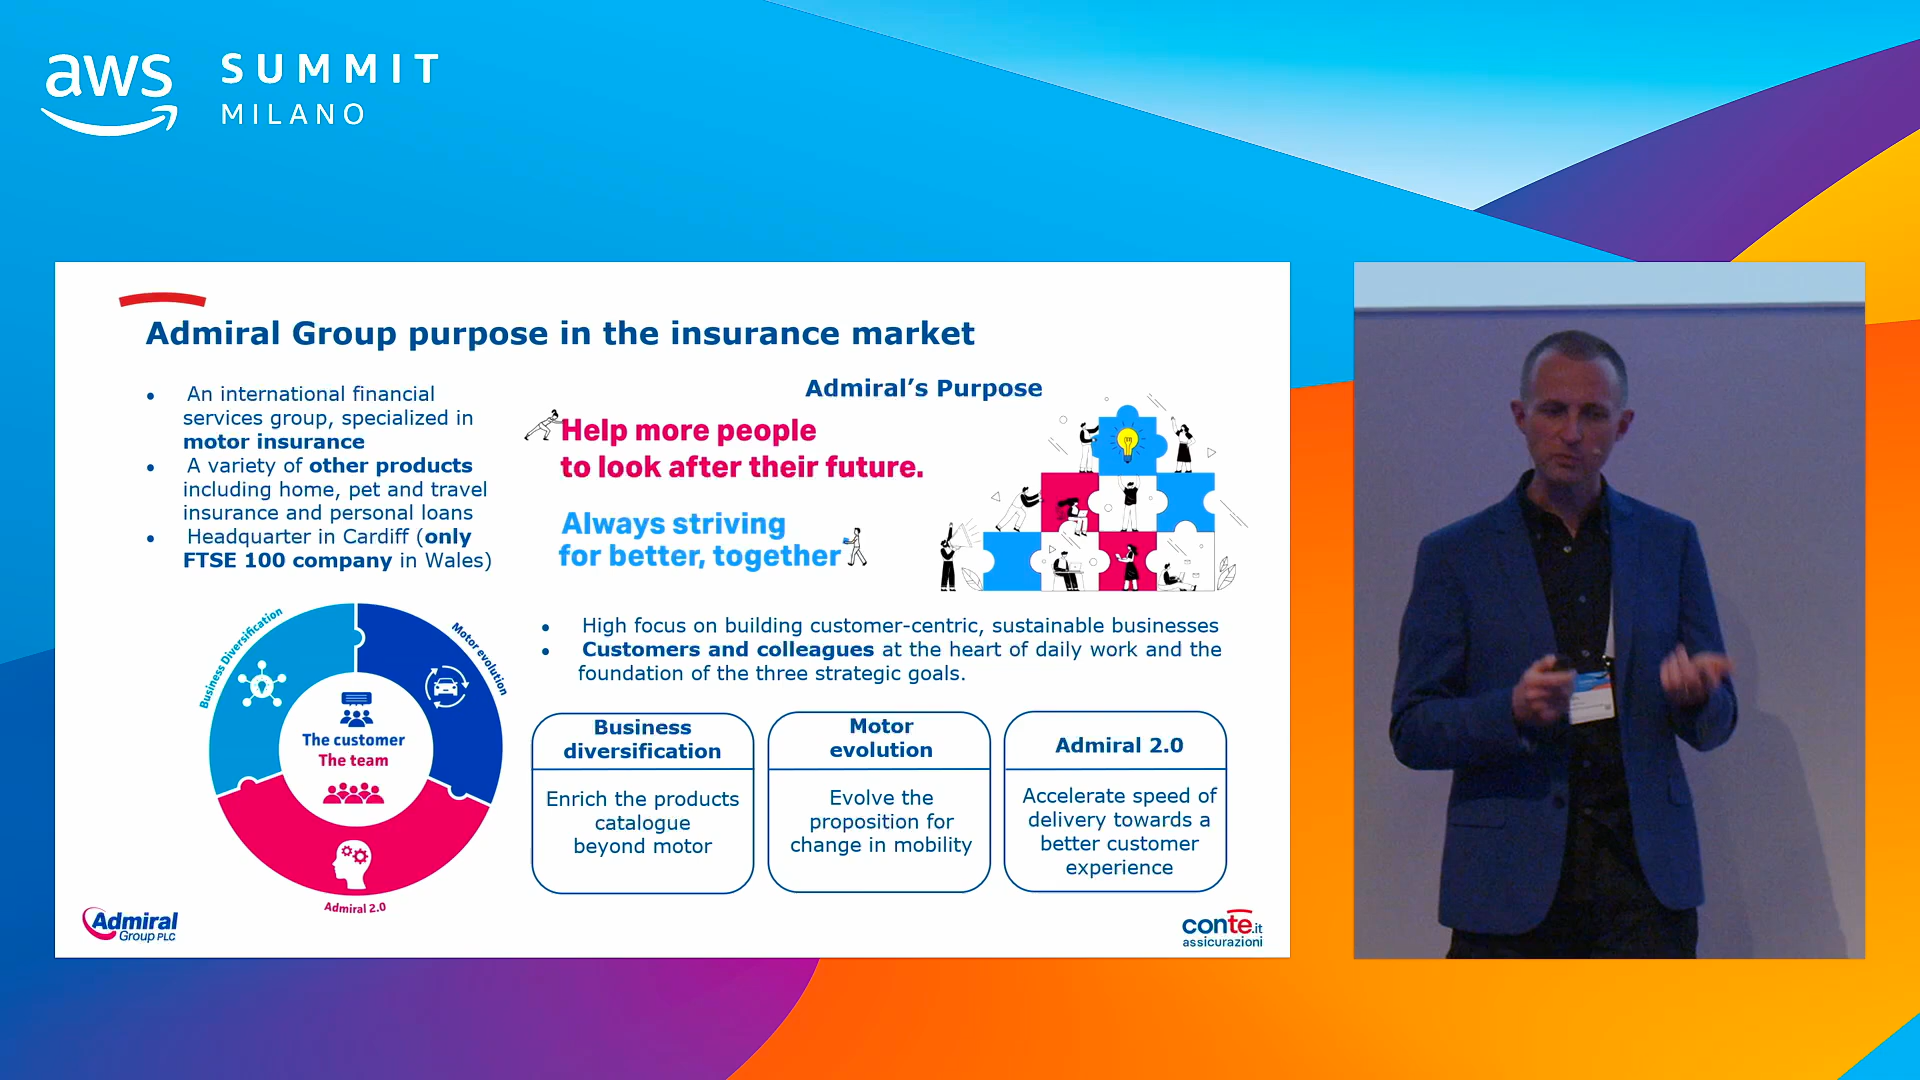 aws
SUMMIT
MILANO
Admiral Group purpose in the insurance market
• An international financial
services group, specialized in
motor insurance
• A variety of other products
including home, pet and travel
insurance and personal loans
• Headquarter in Cardiff (only
FTSE 100 company in Wales)
Admiral’s Purpose
Help more people
to look after their future.
Always striving
for better, together
Business Diversification
Motor evolution
The customer
The team
Admiral 2.0
• High focus on building customer-centric, sustainable businesses
• Customers and colleagues at the heart of daily work and the
foundation of the three strategic goals.
Business
diversification
Enrich the products
catalogue
beyond motor
Motor
evolution
Evolve the
proposition for
change in mobility
Admiral 2.0
Accelerate speed of
delivery towards a
better customer
experience
Admiral
Group PLC
conte.it
assicurazioni